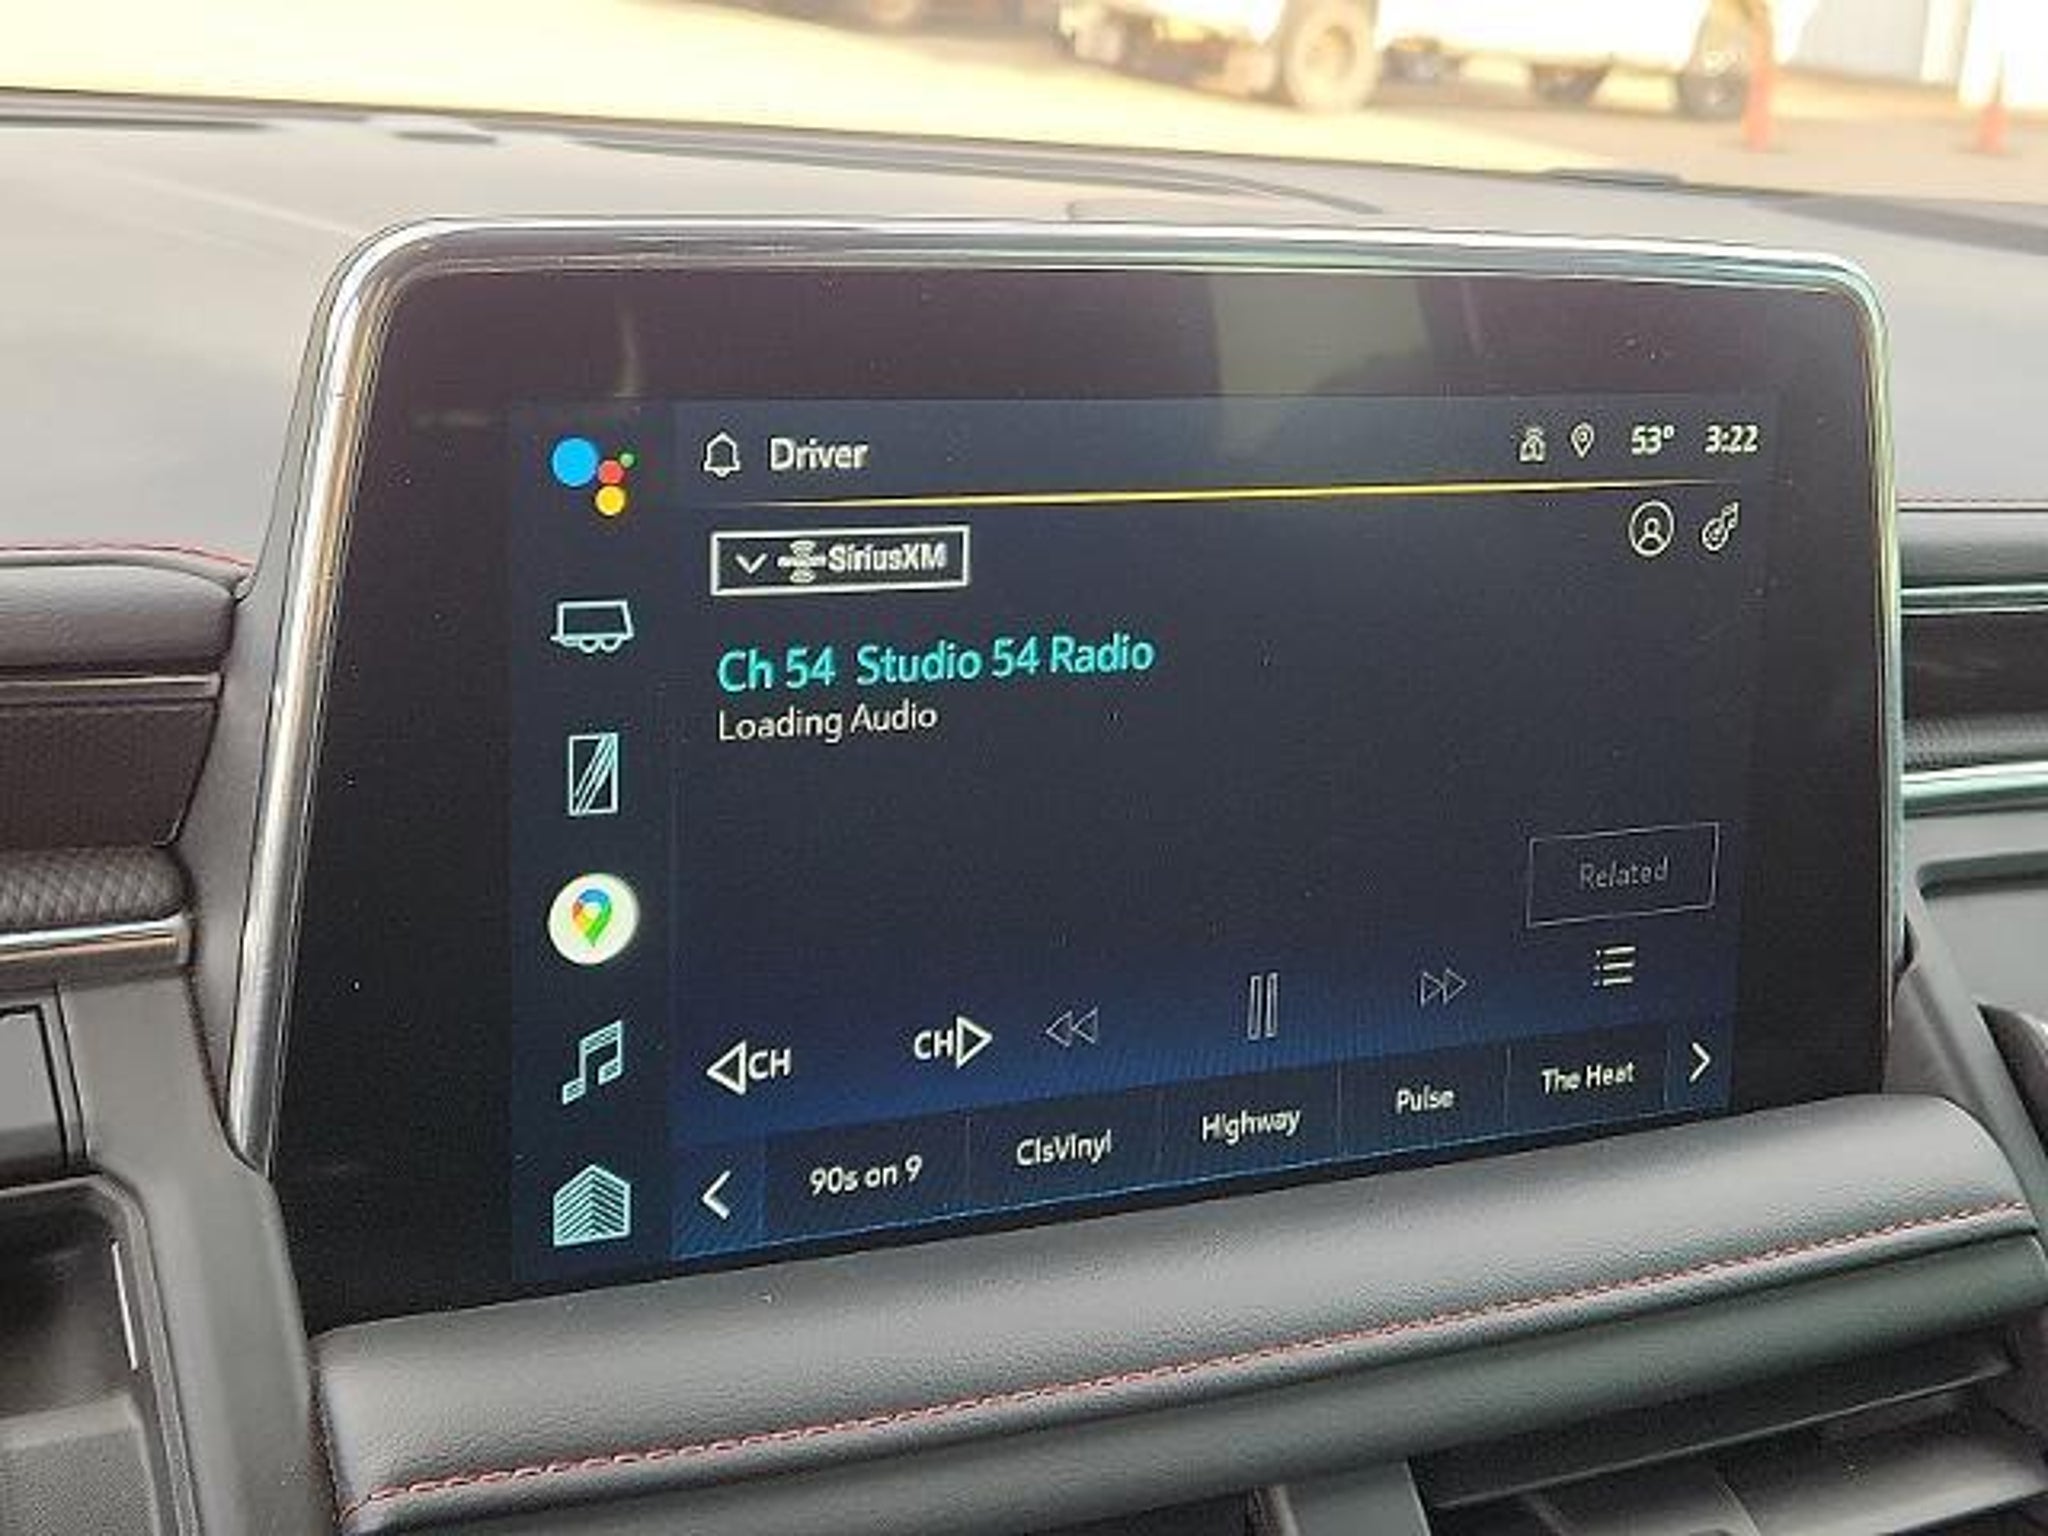 Driver
53° 3:22
SiriusXM
Ch 54 Studio 54 Radio
Loading Audio
Related
CH
CH
90s on 9
ClsVinyl
Highway
Pulse
The Heat